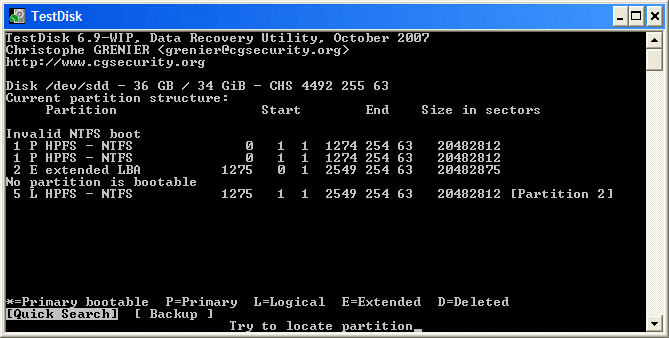 TestDisk
TestDisk 6.9-WIP, Data Recovery Utility, October 2007
Christophe GRENIER <grenier@cgsecurity.org>
http://www.cgsecurity.org
Disk /dev/sdd - 36 GB / 34 GiB - CHS 4492 255 63
Current partition structure:
Partition Start End Size in sectors
Invalid NTFS boot
1 P HPFS - NTFS 0 1 1 1274 254 63 20482812
1 P HPFS - NTFS 0 1 1 1274 254 63 20482812
2 E extended LBA 1275 0 1 2549 254 63 20482875
No partition is bootable
5 L HPFS - NTFS 1275 1 1 2549 254 63 20482812 [Partition 2]
*=Primary bootable P=Primary L=Logical E=Extended D=Deleted
[Quick Search] [ Backup ]
Try to locate partition_